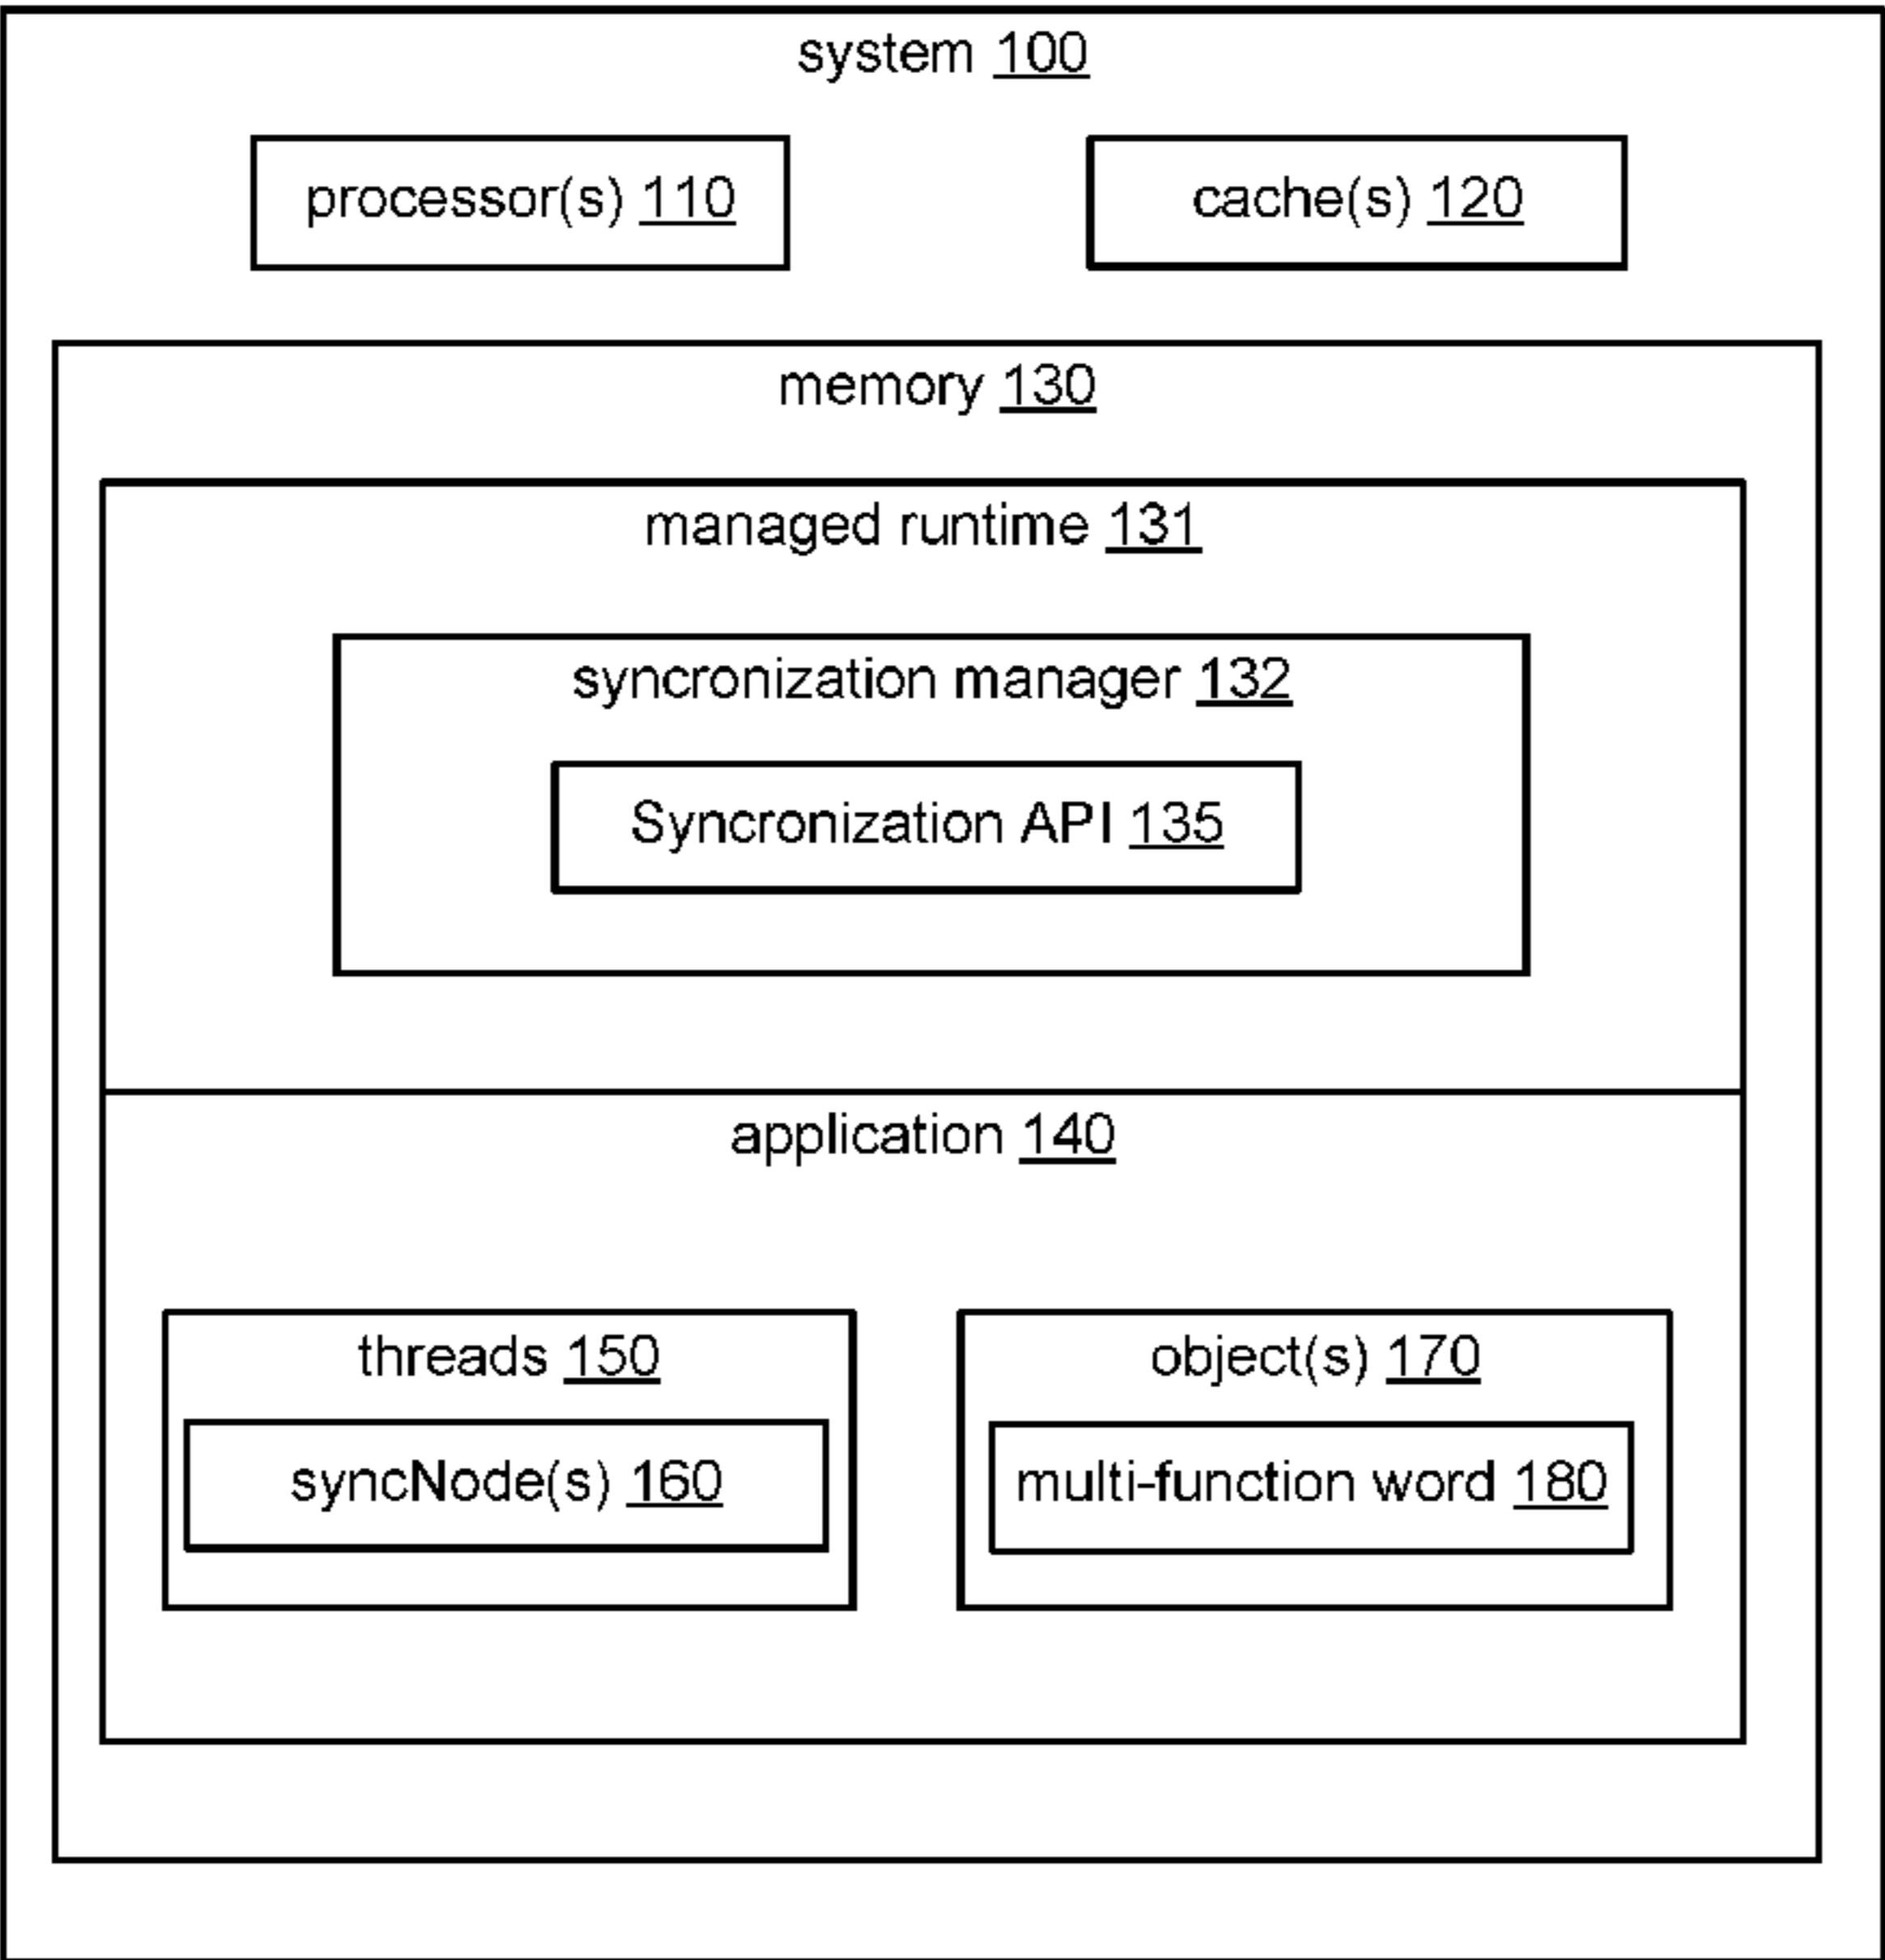 system 100
processor(s) 110
cache(s) 120
memory 130
managed runtime 131
syncronization manager 132
Syncronization API 135
application 140
threads 150
object(s) 170
syncNode(s) 160
multi-function word 180